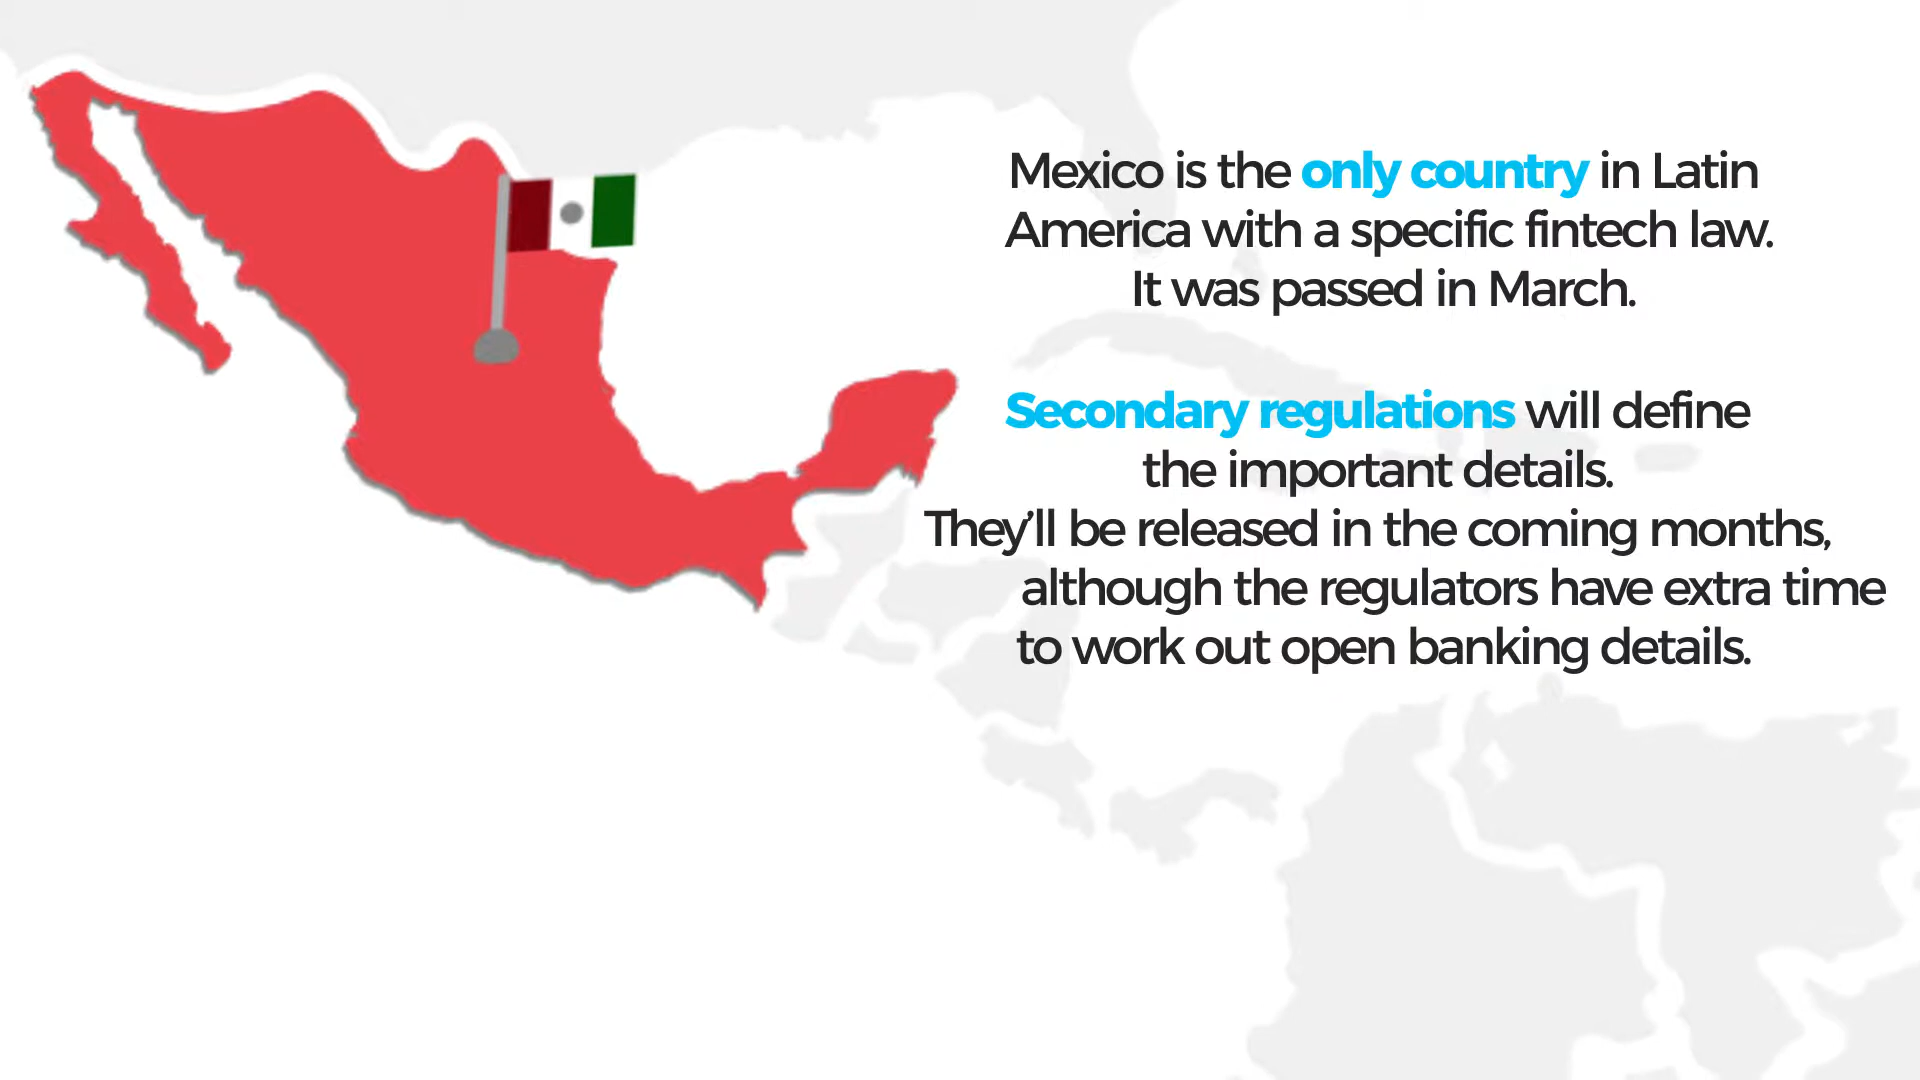 Mexico is the only country in Latin
America with a specific fintech law.
It was passed in March.
Secondary regulations will define
the important details.
They’ll be released in the coming months,
although the regulators have extra time
to work out open banking details.